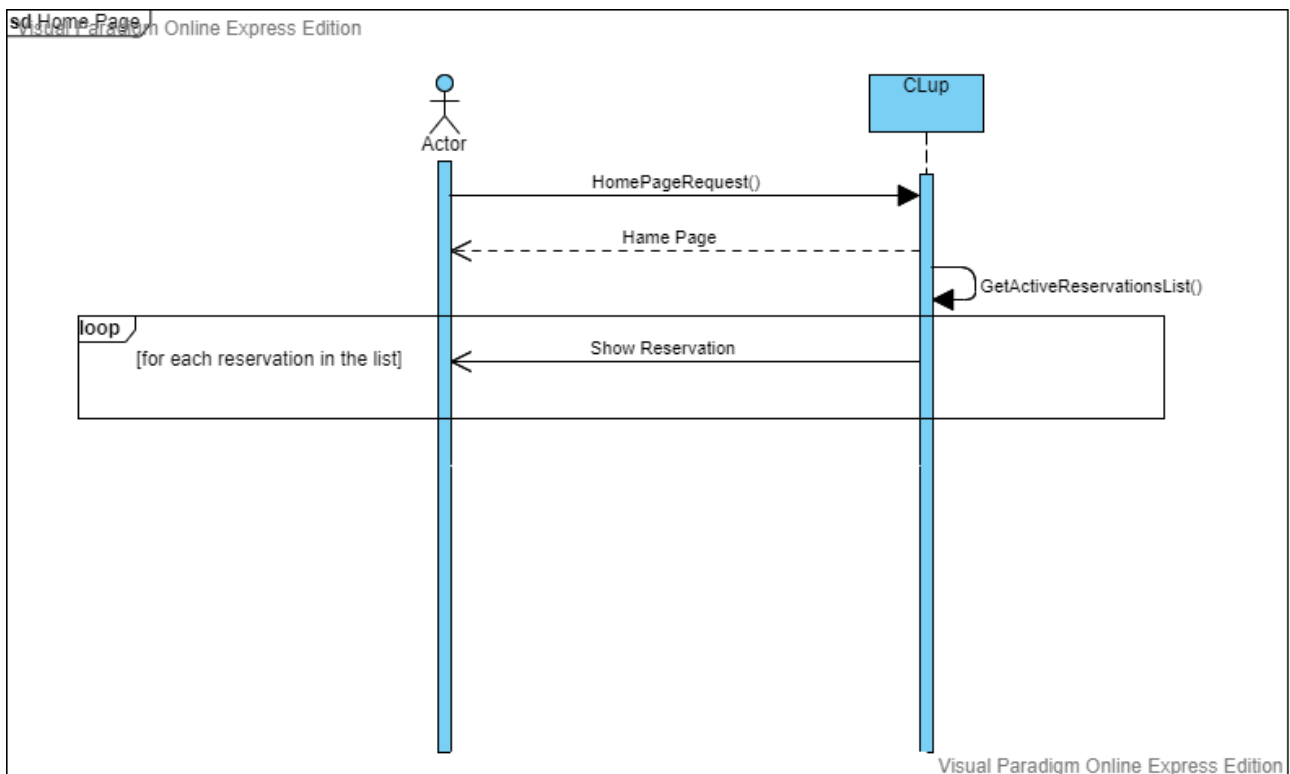 sd Home Page
Visual Paradigm Online Express Edition
CLup
Actor
HomePageRequest()
Hame Page
GetActiveReservationsList()
loop
[for each reservation in the list]
Show Reservation
Visual Paradigm Online Express Edition